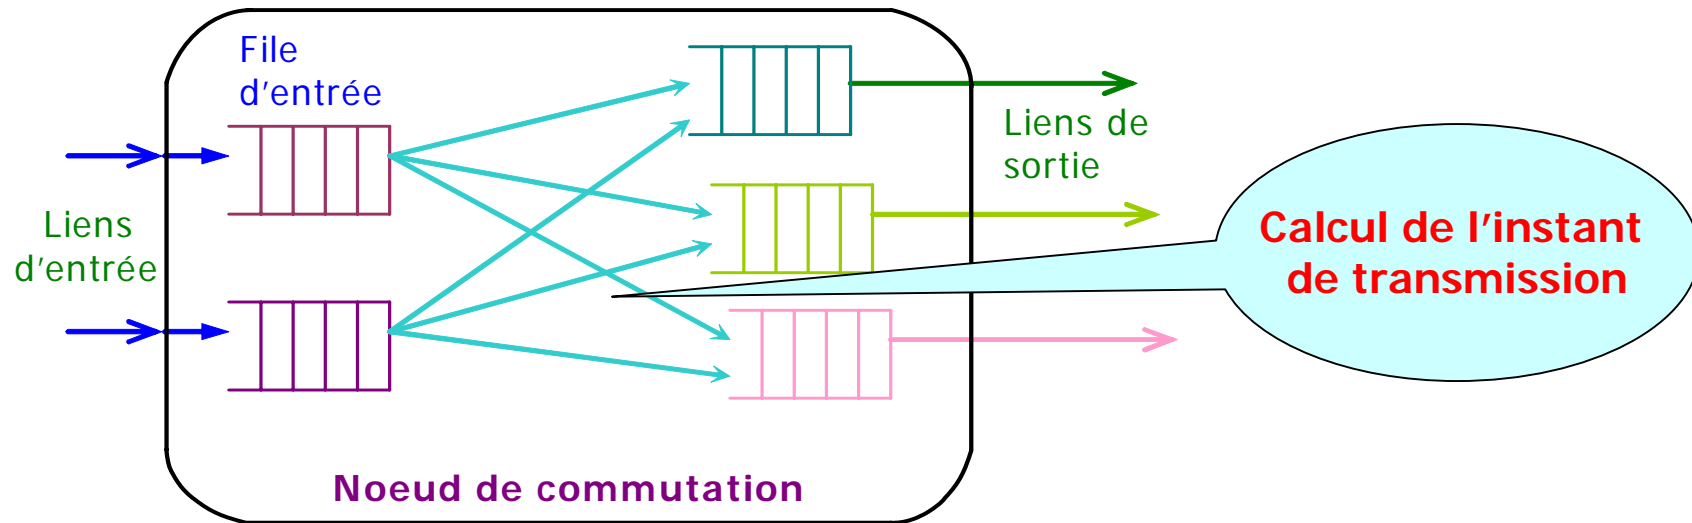 File
d'entrée
Liens de
sortie
Liens
d'entrée
Calcul de l'instant
de transmission
Noeud de commutation